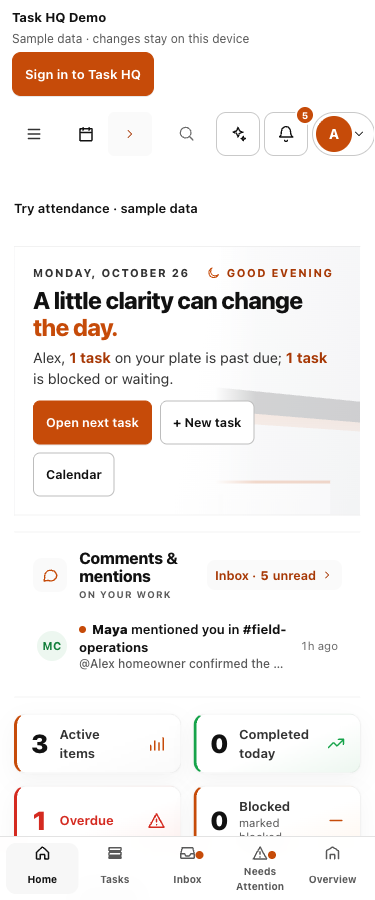 Task HQ Demo
Sample data · changes stay on this device
Sign in to Task HQ
5
A
Try attendance · sample data
MONDAY, OCTOBER 26 GOOD EVENING
A little clarity can change
the day.
Alex, 1 task on your plate is past due; 1 task
is blocked or waiting.
Open next task
+ New task
Calendar
Comments &
mentions
ON YOUR WORK
Inbox · 5 unread
MC
Maya mentioned you in #field-
operations
@Alex homeowner confirmed the ...
1h ago
3 Active
items
0 Completed
today
1 Overdue
0 Blocked
marked
blocked
Home
Tasks
Inbox
Needs
Attention
Overview